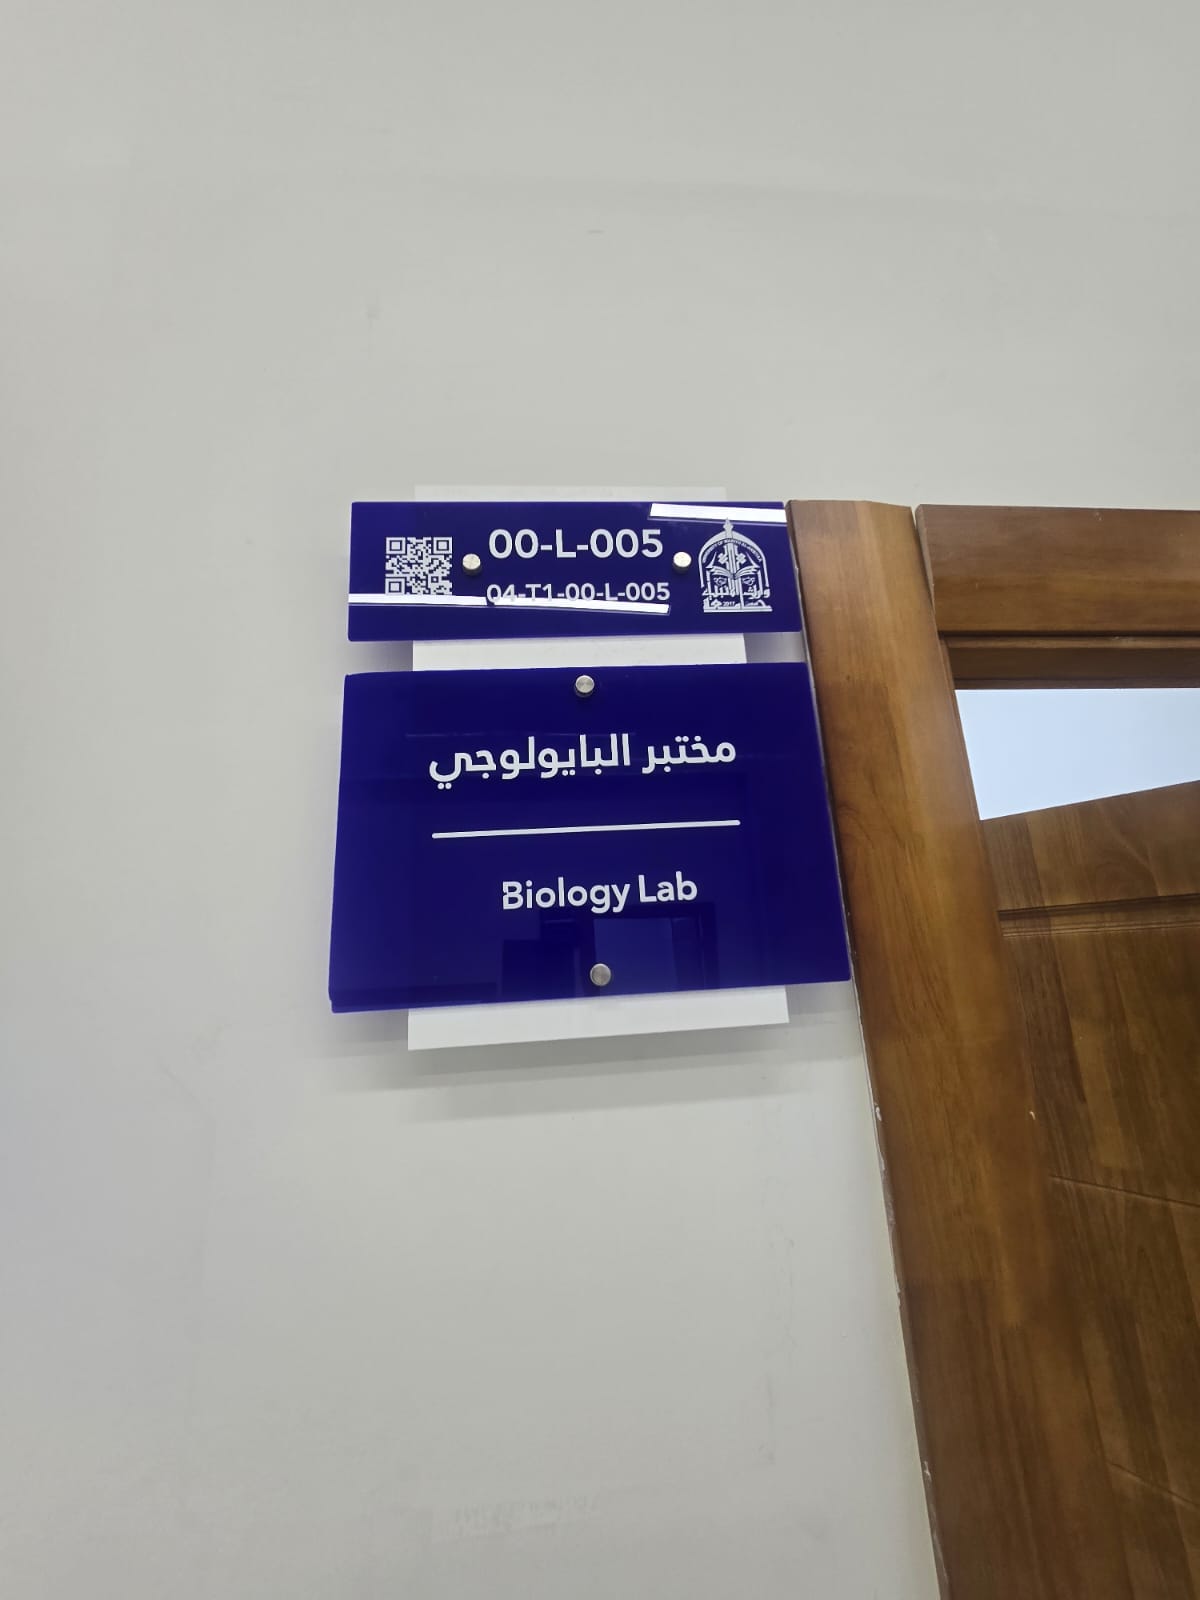 00-L-005
04-T1-00-L-005
مختبر البايولوجي
Biology Lab